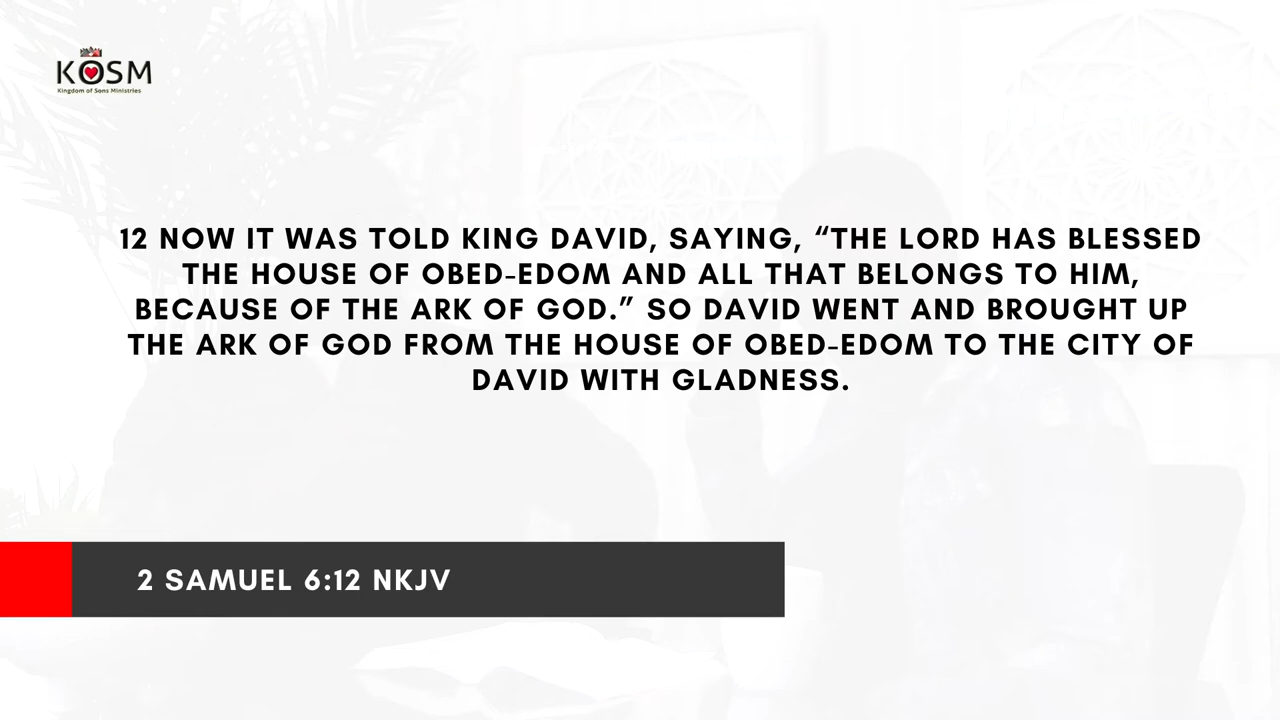 KOSM
Kingdom of Sons Ministries
12 NOW IT WAS TOLD KING DAVID, SAYING, “THE LORD HAS BLESSED
THE HOUSE OF OBED-EDOM AND ALL THAT BELONGS TO HIM,
BECAUSE OF THE ARK OF GOD.” SO DAVID WENT AND BROUGHT UP
THE ARK OF GOD FROM THE HOUSE OF OBED-EDOM TO THE CITY OF
DAVID WITH GLADNESS.
2 SAMUEL 6:12 NKJV